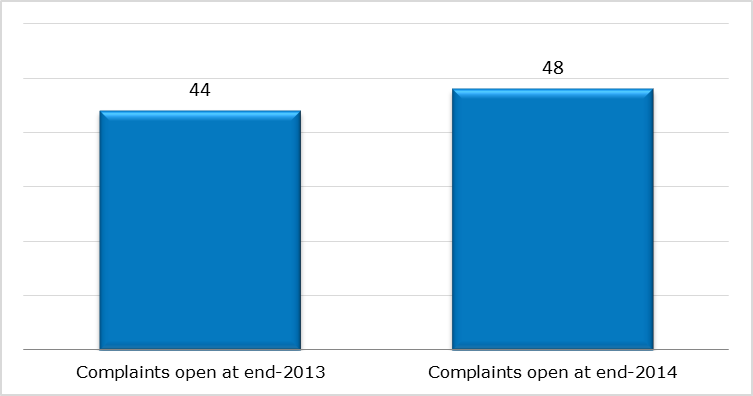 44
48
Complaints open at end-2013
Complaints open at end-2014